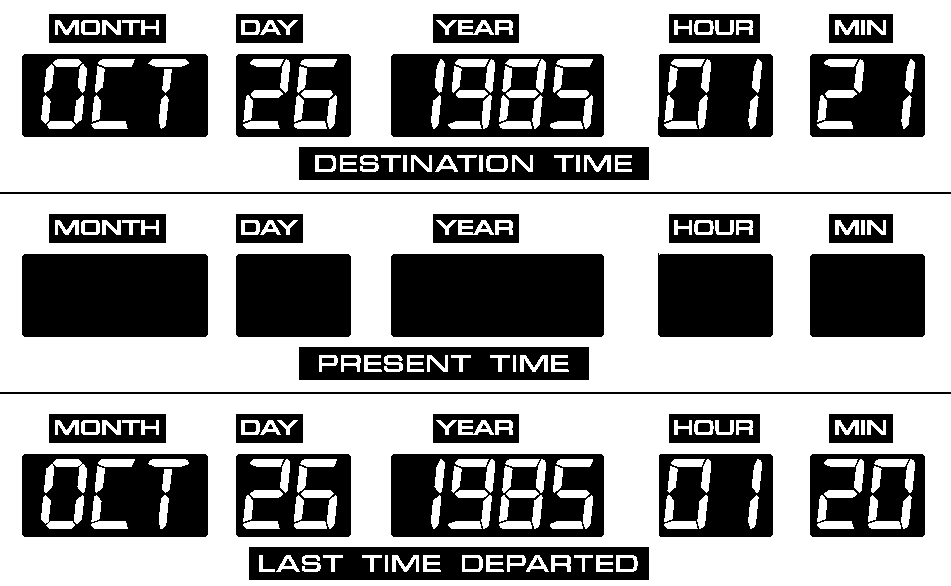 MONTH DAY YEAR HOUR MIN
OCT 26 1985 01 21
DESTINATION TIME
MONTH DAY YEAR HOUR MIN
PRESENT TIME
MONTH DAY YEAR HOUR MIN
OCT 26 1985 01 20
LAST TIME DEPARTED